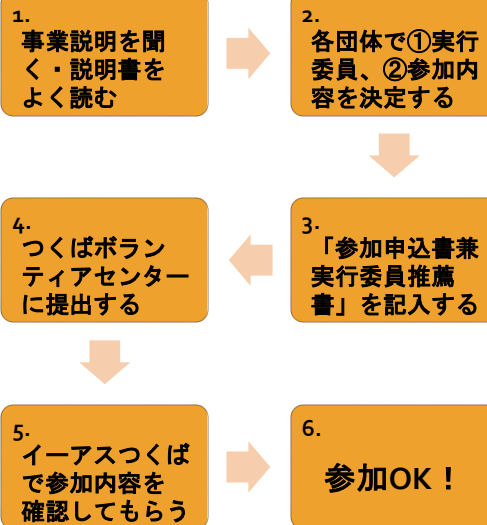 1.
事業説明を聞
く・説明書を
よく読む
2.
各団体で①実行
委員、②参加内
容を決定する
3.
「参加申込書兼
実行委員推薦
書」を記入する
4.
つくばボラン
ティアセンター
に提出する
5.
イーアスつくば
で参加内容を
確認してもらう
6.
参加OK！